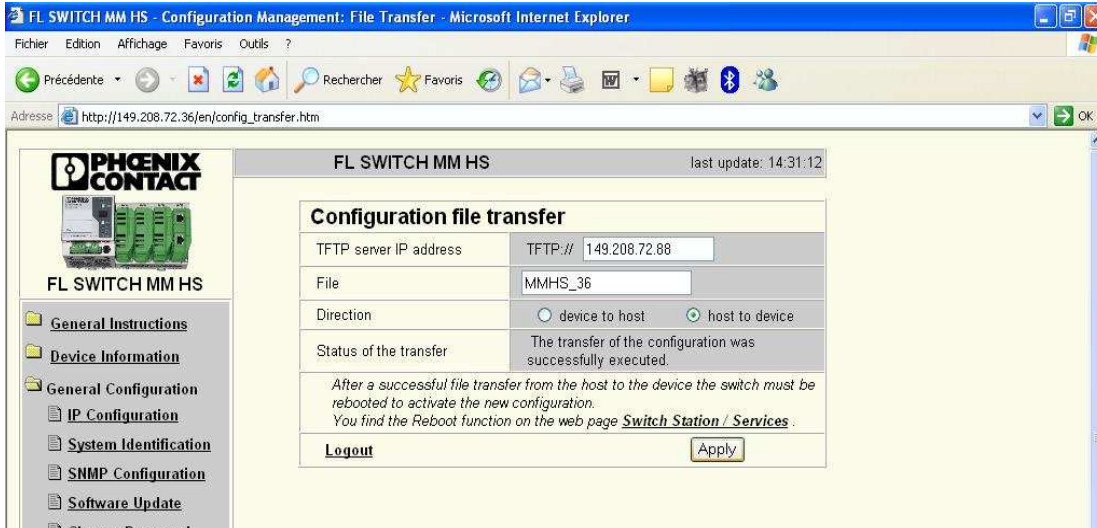 FL SWITCH MM HS - Configuration Management: File Transfer - Microsoft Internet Explorer
Fichier Edition Affichage Favoris Outils ?
Précédente Rechercher Favoris
Adresse http://149.208.72.36/en/config_transfer.htm OK
PHŒNIX CONTACT
FL SWITCH MM HS
General Instructions
Device Information
General Configuration
IP Configuration
System Identification
SNMP Configuration
Software Update
FL SWITCH MM HS last update: 14:31:12
Configuration file transfer
TFTP server IP address TFTP:// 149.208.72.88
File MMHS_36
Direction device to host host to device
Status of the transfer The transfer of the configuration was
successfully executed.
After a successful file transfer from the host to the device the switch must be
rebooted to activate the new configuration.
You find the Reboot function on the web page Switch Station / Services .
Logout Apply